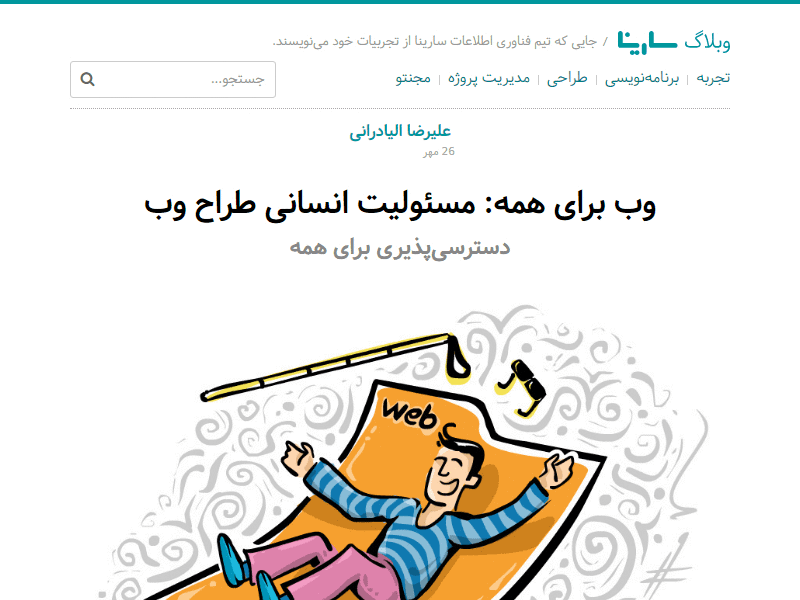 وبلاگ سارینا / جایی که تیم فناوری اطلاعات سارینا از تجربیات خود می‌نویسند.
تجربه | برنامه‌نویسی | طراحی | مدیریت پروژه | مجنتو
جستجو...
علیرضا الیادرانی
26 مهر
وب برای همه: مسئولیت انسانی طراح وب
دسترسی‌پذیری برای همه
web